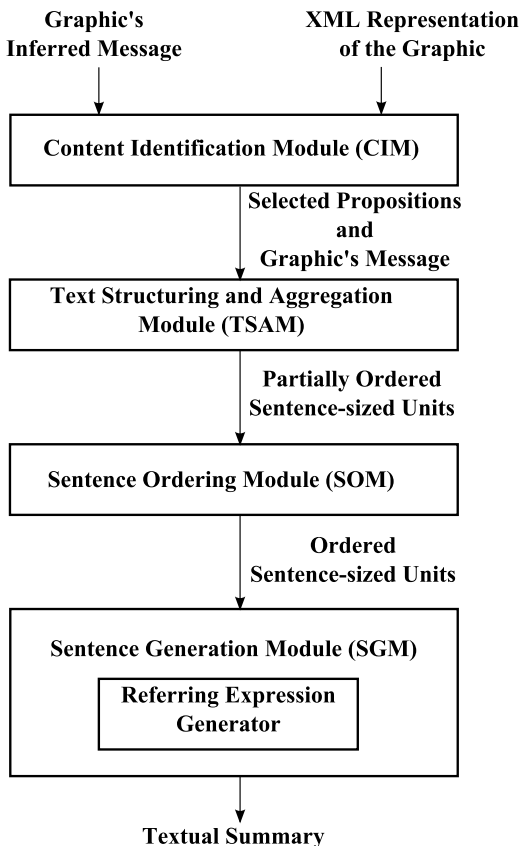 Graphic's
Inferred Message
XML Representation
of the Graphic
Content Identification Module (CIM)
Selected Propositions
and
Graphic's Message
Text Structuring and Aggregation
Module (TSAM)
Partially Ordered
Sentence-sized Units
Sentence Ordering Module (SOM)
Ordered
Sentence-sized Units
Sentence Generation Module (SGM)
Referring Expression
Generator
Textual Summary